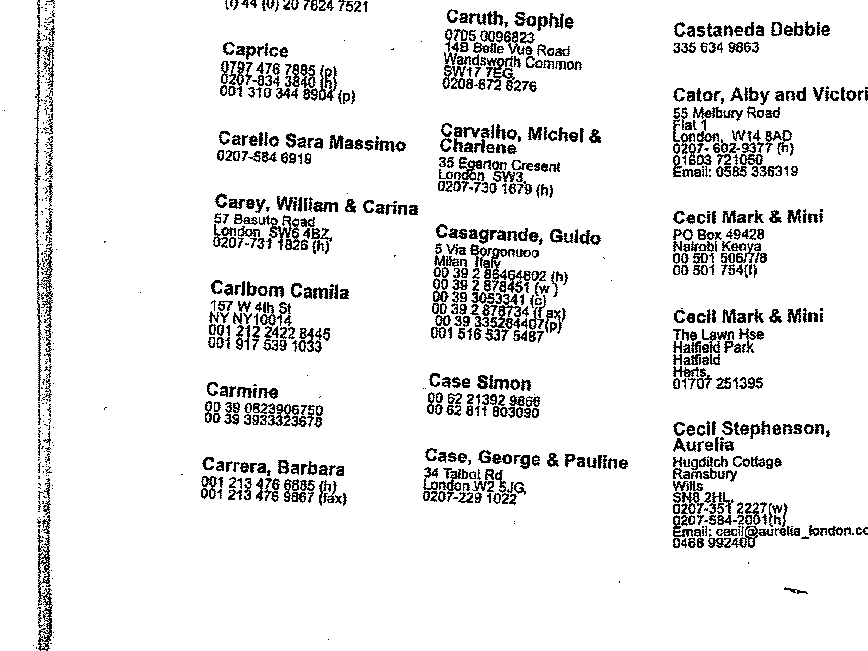 (f) 44 (0) 20 7824 7521
Caprice
0797 476 7985 (p)
0207-834 3840 (h)
001 310 344 8904 (p)
Carello Sara Massimo
0207-584 6919
Carey, William & Carina
57 Basuto Road
London SW6 4BZ,
0207-731 1826 (h)
Carlbom Camila
157 W 4th St
NY NY10014
001 212 2422 8445
001 917 539 1033
Carmine
00 39 0823906750
00 39 3933323678
Carrera, Barbara
001 213 476 6885 (h)
001 213 476 9867 (fax)
Caruth, Sophie
0705 0096823
14B Belle Vue Road
Wandsworth Common
SW17 7EG,
0208-672 6276
Carvalho, Michel &
Charlene
35 Egerton Cresent
London SW3,
0207-730 1679 (h)
Casagrande, Guido
5 Via Borgonuoo
Milan Italy
00 39 2 86464802 (h)
00 39 2 878451 (w )
00 39 3053341 (c)
00 39 2 878734 (f ax)
00 39 335284407(p)
001 516 537 5487
Case Simon
00 62 21392 9866
00 62 811 803090
Case, George & Pauline
34 Talbot Rd
London W2 5JG,
0207-229 1022
Castaneda Debbie
335 634 9863
Cator, Alby and Victori
55 Melbury Road
Flat 1
London, W14 8AD
0207- 602-9377 (h)
01603 721060
Email: 0585 336319
Cecil Mark & Mini
PO Box 49428
Nairobi Kenya
00 501 506/7/8
00 501 754(f)
Cecil Mark & Mini
The Lawn Hse
Hatfield Park
Hatfield
Herts,
01707 251395
Cecil Stephenson,
Aurelia
Hugditch Cottage
Ramsbury
Wilts
SN8 2HL,
0207-351 2227(w)
0207-584-2001(h)
Email: cecil@aurelia_london.co
0468 992400